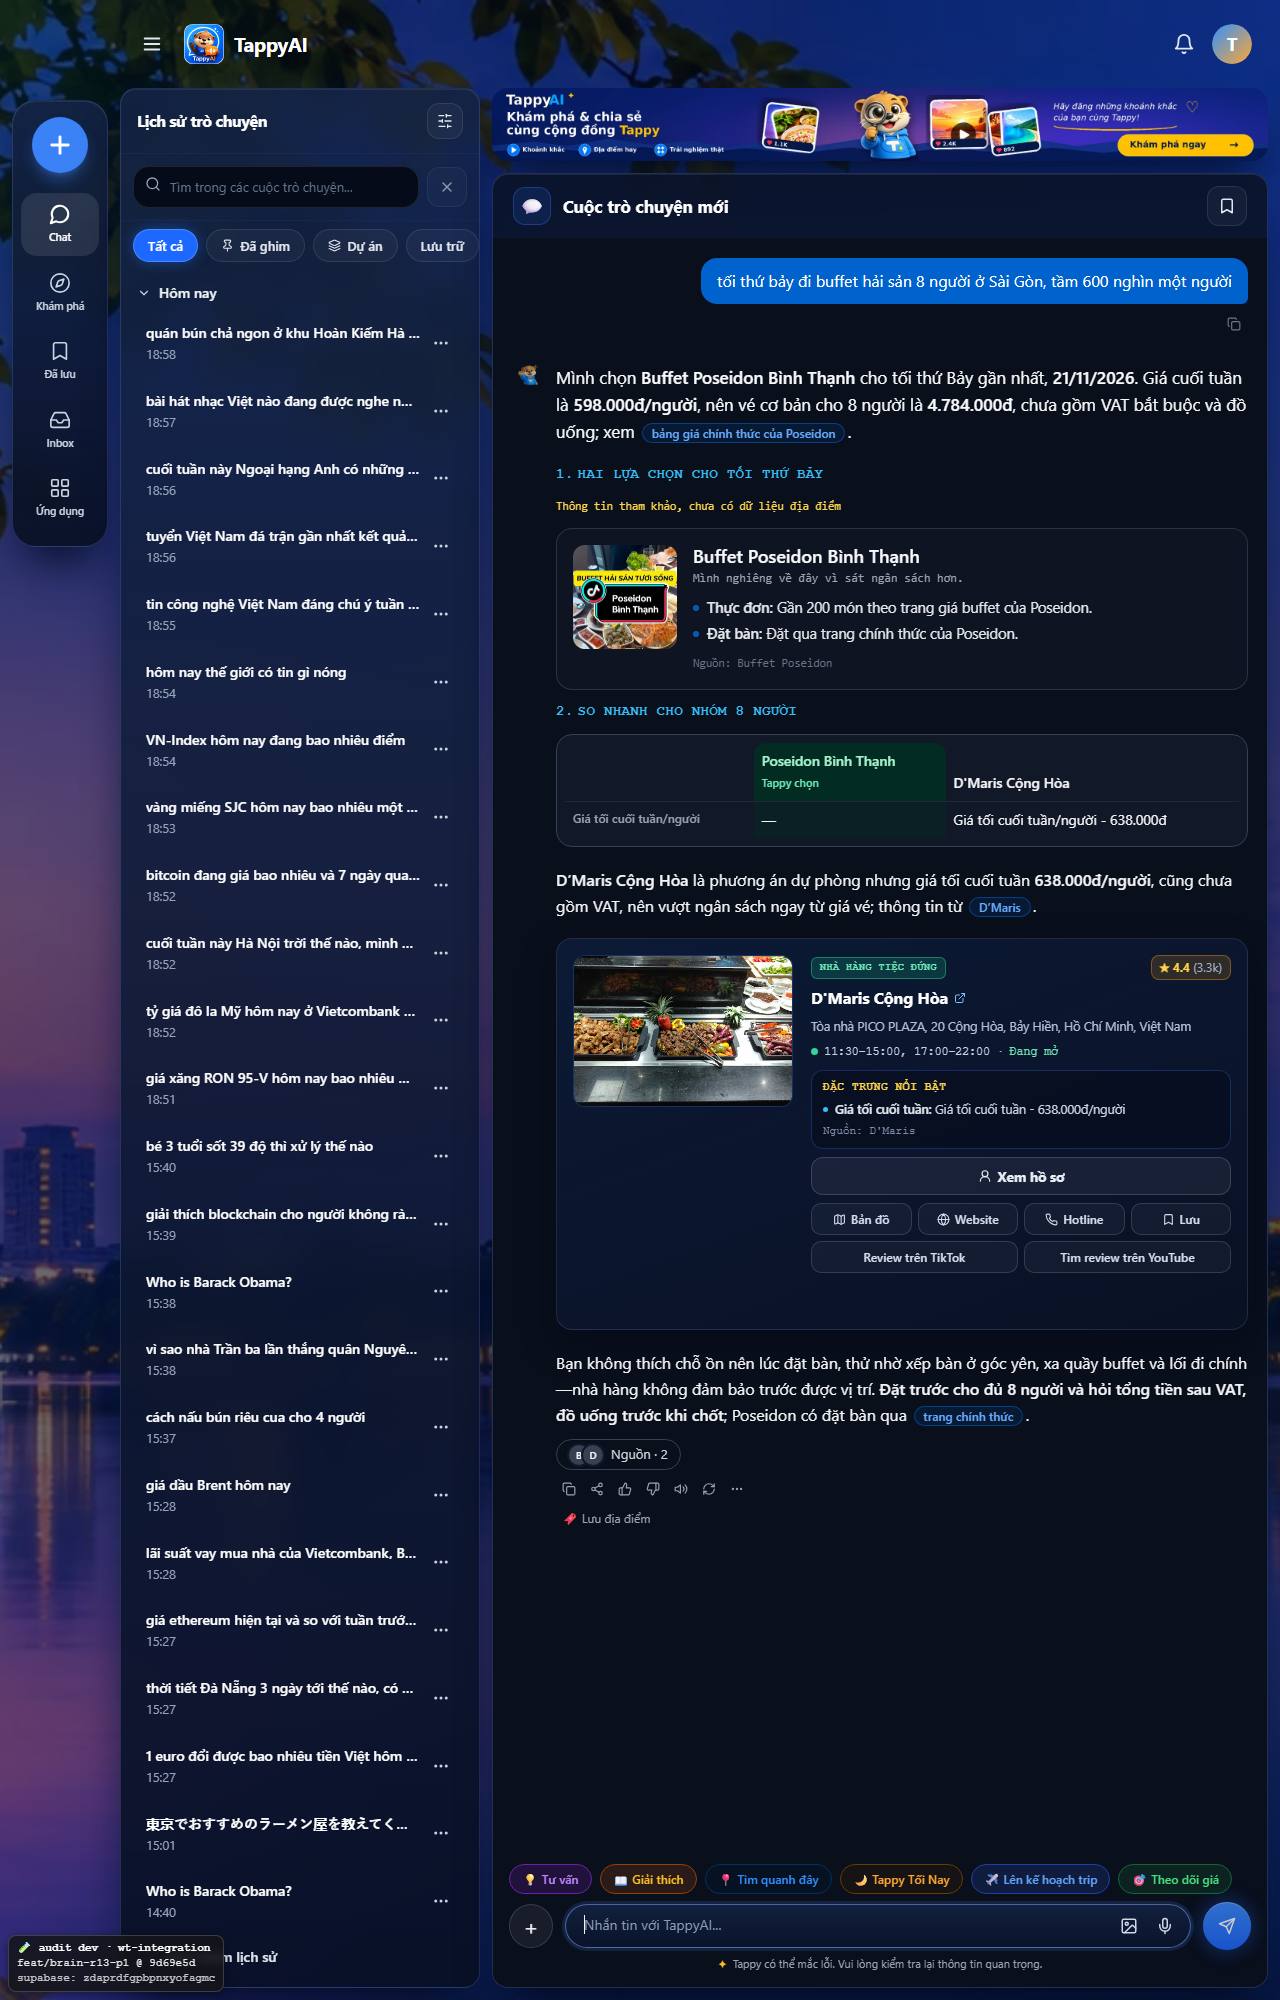 TappyAI
T
TappyAI
Khám phá & chia sẻ
cùng cộng đồng Tappy
Khoảnh khắc
Địa điểm hay
Trải nghiệm thật
1.1K
2.4K
892
Hãy đăng những khoảnh khắc
của bạn cùng Tappy!
Khám phá ngay →
Chat
Khám phá
Đã lưu
Inbox
Ứng dụng
Lịch sử trò chuyện
Tìm trong các cuộc trò chuyện...
Tất cả
Đã ghim
Dự án
Lưu trữ
Hôm nay
quán bún chả ngon ở khu Hoàn Kiếm Hà ...
18:58
bài hát nhạc Việt nào đang được nghe n...
18:57
cuối tuần này Ngoại hạng Anh có những ...
18:56
tuyển Việt Nam đá trận gần nhất kết quả...
18:56
tin công nghệ Việt Nam đáng chú ý tuần ...
18:55
hôm nay thế giới có tin gì nóng
18:54
VN-Index hôm nay đang bao nhiêu điểm
18:54
vàng miếng SJC hôm nay bao nhiêu một ...
18:53
bitcoin đang giá bao nhiêu và 7 ngày qua...
18:52
cuối tuần này Hà Nội trời thế nào, mình ...
18:52
tỷ giá đô la Mỹ hôm nay ở Vietcombank ...
18:52
giá xăng RON 95-V hôm nay bao nhiêu ...
18:51
bé 3 tuổi sốt 39 độ thì xử lý thế nào
15:40
giải thích blockchain cho người không rà...
15:39
Who is Barack Obama?
15:38
vì sao nhà Trần ba lần thắng quân Nguyê...
15:38
cách nấu bún riêu cua cho 4 người
15:37
giá dầu Brent hôm nay
15:28
lãi suất vay mua nhà của Vietcombank, B...
15:28
giá ethereum hiện tại và so với tuần trướ...
15:27
thời tiết Đà Nẵng 3 ngày tới thế nào, có ...
15:27
1 euro đổi được bao nhiêu tiền Việt hôm ...
15:27
東京でおすすめのラーメン屋を教えてく...
15:01
Who is Barack Obama?
14:40
m lịch sử
audit dev · wt-integration
feat/brain-r13-p1 @ 9d69e5d
supabase: zdaprdfgpbpnxyofagmc
Cuộc trò chuyện mới
tối thứ bảy đi buffet hải sản 8 người ở Sài Gòn, tầm 600 nghìn một người
Mình chọn Buffet Poseidon Bình Thạnh cho tối thứ Bảy gần nhất, 21/11/2026. Giá cuối tuần
là 598.000đ/người, nên vé cơ bản cho 8 người là 4.784.000đ, chưa gồm VAT bắt buộc và đồ
uống; xem bảng giá chính thức của Poseidon .
1. HAI LỰA CHỌN CHO TỐI THỨ BẢY
Thông tin tham khảo, chưa có dữ liệu địa điểm
BUFFET HẢI SẢN TƯƠI SỐNG
Poseidon
Bình Thạnh
Buffet Poseidon Bình Thạnh
Mình nghiêng về đây vì sát ngân sách hơn.
Thực đơn: Gần 200 món theo trang giá buffet của Poseidon.
Đặt bàn: Đặt qua trang chính thức của Poseidon.
Nguồn: Buffet Poseidon
2. SO NHANH CHO NHÓM 8 NGƯỜI
Poseidon Bình Thạnh
Tappy chọn
D'Maris Cộng Hòa
Giá tối cuối tuần/người
—
Giá tối cuối tuần/người - 638.000đ
D'Maris Cộng Hòa là phương án dự phòng nhưng giá tối cuối tuần 638.000đ/người, cũng chưa
gồm VAT, nên vượt ngân sách ngay từ giá vé; thông tin từ D'Maris .
NHÀ HÀNG TIỆC ĐỨNG
★ 4.4 (3.3k)
D'Maris Cộng Hòa
Tòa nhà PICO PLAZA, 20 Cộng Hòa, Bảy Hiền, Hồ Chí Minh, Việt Nam
11:30–15:00, 17:00–22:00 · Đang mở
ĐẶC TRƯNG NỔI BẬT
Giá tối cuối tuần: Giá tối cuối tuần - 638.000đ/người
Nguồn: D'Maris
Xem hồ sơ
Bản đồ
Website
Hotline
Lưu
Review trên TikTok
Tìm review trên YouTube
Bạn không thích chỗ ồn nên lúc đặt bàn, thử nhờ xếp bàn ở góc yên, xa quầy buffet và lối đi chính
—nhà hàng không đảm bảo trước được vị trí. Đặt trước cho đủ 8 người và hỏi tổng tiền sau VAT,
đồ uống trước khi chốt; Poseidon có đặt bàn qua trang chính thức .
B D Nguồn · 2
Lưu địa điểm
Tư vấn
Giải thích
Tìm quanh đây
Tappy Tối Nay
Lên kế hoạch trip
Theo dõi giá
Nhắn tin với TappyAI...
Tappy có thể mắc lỗi. Vui lòng kiểm tra lại thông tin quan trọng.